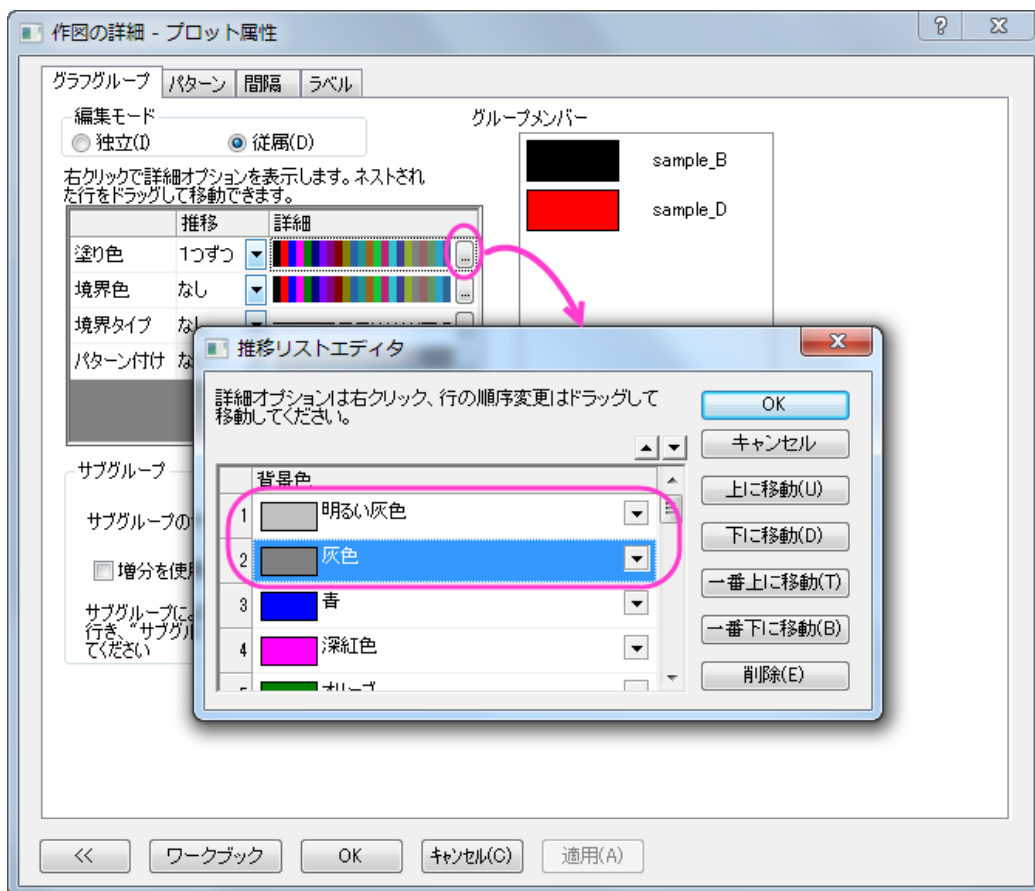 作図の詳細 - プロット属性
グラフグループ
パターン
間隔
ラベル
編集モード
独立(I)
従属(D)
右クリックで詳細オプションを表示します。ネストされ
た行をドラッグして移動できます。
推移
詳細
塗り色
1つずつ
...
境界色
なし
...
境界タイプ
パターン付け
グループメンバー
sample_B
sample_D
サブグループ
サブグループの
増分を使用
サブグループに
てください
推移リストエディタ
詳細オプションは右クリック、行の順序変更はドラッグして
移動してください。
背景色
1
明るい灰色
2
灰色
3
青
4
深紅色
オリーブ
OK
キャンセル
上に移動(U)
下に移動(D)
一番上に移動(T)
一番下に移動(B)
削除(E)
<<
ワークブック
OK
キャンセル(C)
適用(A)